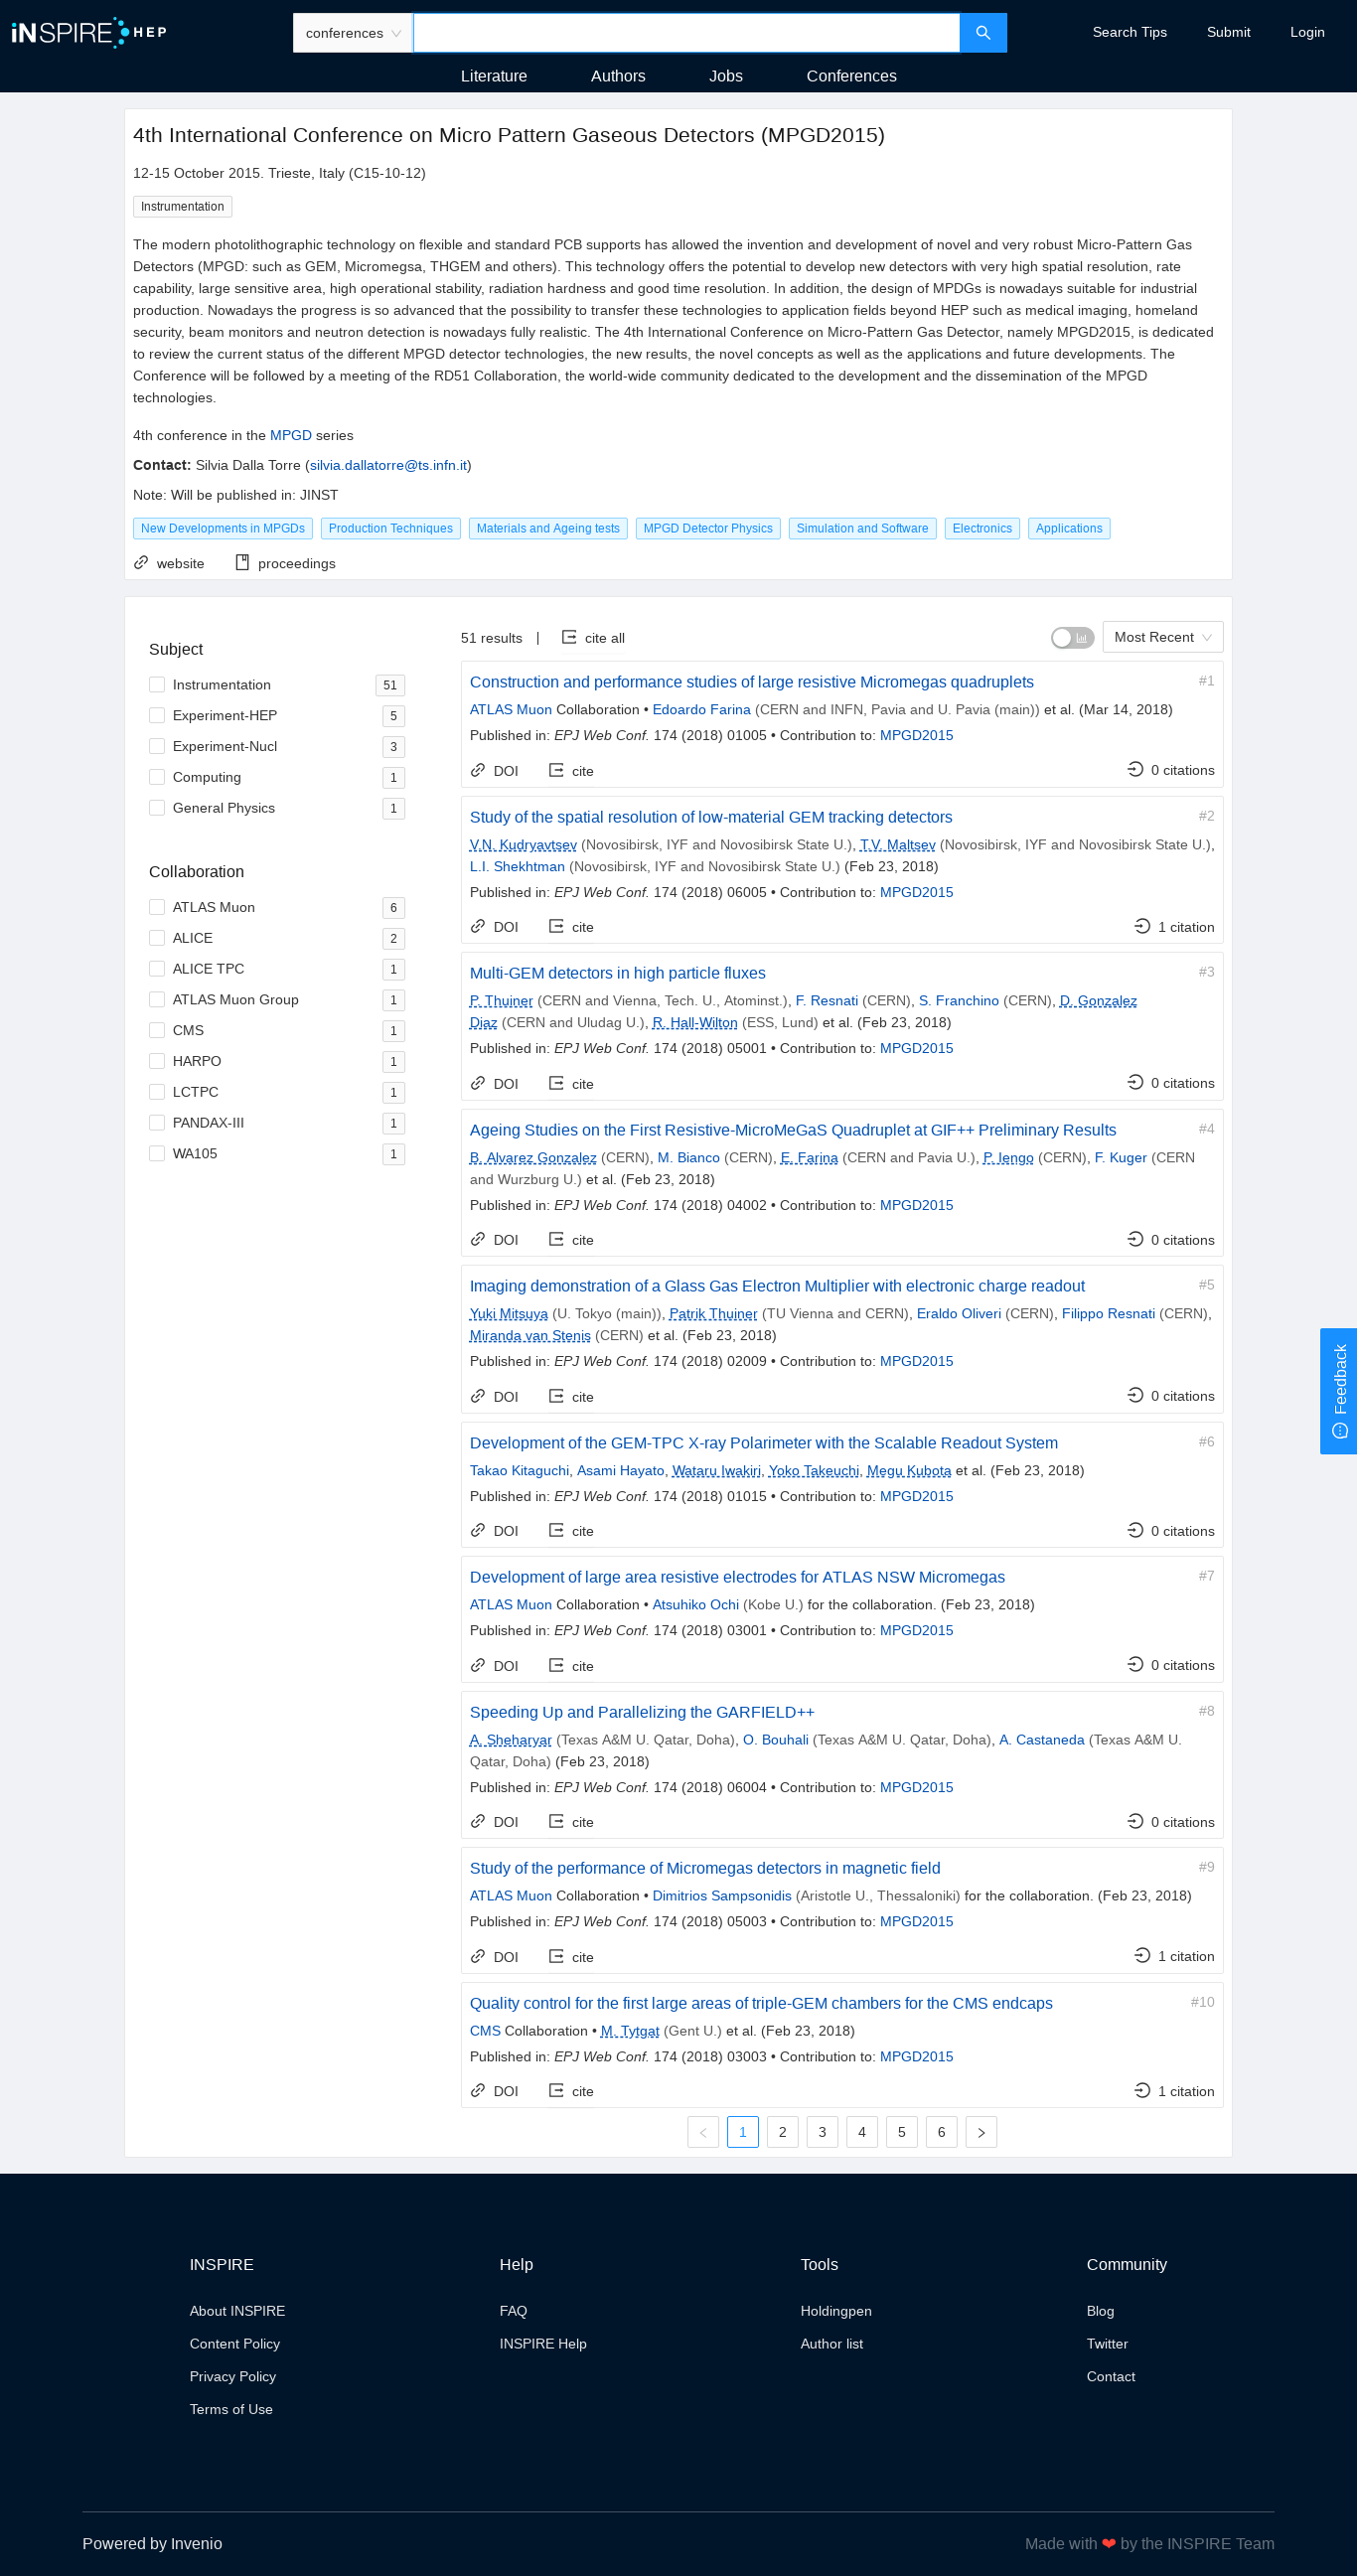 iNSPIRE HEP
conferences
Search Tips
Submit
Login
Literature
Authors
Jobs
Conferences
4th International Conference on Micro Pattern Gaseous Detectors (MPGD2015)
12-15 October 2015. Trieste, Italy (C15-10-12)
Instrumentation
The modern photolithographic technology on flexible and standard PCB supports has allowed the invention and development of novel and very robust Micro-Pattern Gas
Detectors (MPGD: such as GEM, Micromegsa, THGEM and others). This technology offers the potential to develop new detectors with very high spatial resolution, rate
capability, large sensitive area, high operational stability, radiation hardness and good time resolution. In addition, the design of MPDGs is nowadays suitable for industrial
production. Nowadays the progress is so advanced that the possibility to transfer these technologies to application fields beyond HEP such as medical imaging, homeland
security, beam monitors and neutron detection is nowadays fully realistic. The 4th International Conference on Micro-Pattern Gas Detector, namely MPGD2015, is dedicated
to review the current status of the different MPGD detector technologies, the new results, the novel concepts as well as the applications and future developments. The
Conference will be followed by a meeting of the RD51 Collaboration, the world-wide community dedicated to the development and the dissemination of the MPGD
technologies.
4th conference in the MPGD series
Contact: Silvia Dalla Torre (silvia.dallatorre@ts.infn.it)
Note: Will be published in: JINST
New Developments in MPGDs
Production Techniques
Materials and Ageing tests
MPGD Detector Physics
Simulation and Software
Electronics
Applications
website
proceedings
Subject
Instrumentation 51
Experiment-HEP 5
Experiment-Nucl 3
Computing 1
General Physics 1
Collaboration
ATLAS Muon 6
ALICE 2
ALICE TPC 1
ATLAS Muon Group 1
CMS 1
HARPO 1
LCTPC 1
PANDAX-III 1
WA105 1
51 results | cite all
Most Recent
Construction and performance studies of large resistive Micromegas quadruplets #1
ATLAS Muon Collaboration • Edoardo Farina (CERN and INFN, Pavia and U. Pavia (main)) et al. (Mar 14, 2018)
Published in: EPJ Web Conf. 174 (2018) 01005 • Contribution to: MPGD2015
DOI cite 0 citations
Study of the spatial resolution of low-material GEM tracking detectors #2
V.N. Kudryavtsev (Novosibirsk, IYF and Novosibirsk State U.), T.V. Maltsev (Novosibirsk, IYF and Novosibirsk State U.),
L.I. Shekhtman (Novosibirsk, IYF and Novosibirsk State U.) (Feb 23, 2018)
Published in: EPJ Web Conf. 174 (2018) 06005 • Contribution to: MPGD2015
DOI cite 1 citation
Multi-GEM detectors in high particle fluxes #3
P. Thuiner (CERN and Vienna, Tech. U., Atominst.), F. Resnati (CERN), S. Franchino (CERN), D. Gonzalez
Diaz (CERN and Uludag U.), R. Hall-Wilton (ESS, Lund) et al. (Feb 23, 2018)
Published in: EPJ Web Conf. 174 (2018) 05001 • Contribution to: MPGD2015
DOI cite 0 citations
Ageing Studies on the First Resistive-MicroMeGaS Quadruplet at GIF++ Preliminary Results #4
B. Alvarez Gonzalez (CERN), M. Bianco (CERN), E. Farina (CERN and Pavia U.), P. Iengo (CERN), F. Kuger (CERN
and Wurzburg U.) et al. (Feb 23, 2018)
Published in: EPJ Web Conf. 174 (2018) 04002 • Contribution to: MPGD2015
DOI cite 0 citations
Imaging demonstration of a Glass Gas Electron Multiplier with electronic charge readout #5
Yuki Mitsuya (U. Tokyo (main)), Patrik Thuiner (TU Vienna and CERN), Eraldo Oliveri (CERN), Filippo Resnati (CERN),
Miranda van Stenis (CERN) et al. (Feb 23, 2018)
Published in: EPJ Web Conf. 174 (2018) 02009 • Contribution to: MPGD2015
DOI cite 0 citations
Development of the GEM-TPC X-ray Polarimeter with the Scalable Readout System #6
Takao Kitaguchi, Asami Hayato, Wataru Iwakiri, Yoko Takeuchi, Megu Kubota et al. (Feb 23, 2018)
Published in: EPJ Web Conf. 174 (2018) 01015 • Contribution to: MPGD2015
DOI cite 0 citations
Development of large area resistive electrodes for ATLAS NSW Micromegas #7
ATLAS Muon Collaboration • Atsuhiko Ochi (Kobe U.) for the collaboration. (Feb 23, 2018)
Published in: EPJ Web Conf. 174 (2018) 03001 • Contribution to: MPGD2015
DOI cite 0 citations
Speeding Up and Parallelizing the GARFIELD++ #8
A. Sheharyar (Texas A&M U. Qatar, Doha), O. Bouhali (Texas A&M U. Qatar, Doha), A. Castaneda (Texas A&M U.
Qatar, Doha) (Feb 23, 2018)
Published in: EPJ Web Conf. 174 (2018) 06004 • Contribution to: MPGD2015
DOI cite 0 citations
Study of the performance of Micromegas detectors in magnetic field #9
ATLAS Muon Collaboration • Dimitrios Sampsonidis (Aristotle U., Thessaloniki) for the collaboration. (Feb 23, 2018)
Published in: EPJ Web Conf. 174 (2018) 05003 • Contribution to: MPGD2015
DOI cite 1 citation
Quality control for the first large areas of triple-GEM chambers for the CMS endcaps #10
CMS Collaboration • M. Tytgat (Gent U.) et al. (Feb 23, 2018)
Published in: EPJ Web Conf. 174 (2018) 03003 • Contribution to: MPGD2015
DOI cite 1 citation
1 2 3 4 5 6
Feedback
INSPIRE
About INSPIRE
Content Policy
Privacy Policy
Terms of Use
Help
FAQ
INSPIRE Help
Tools
Holdingpen
Author list
Community
Blog
Twitter
Contact
Powered by Invenio
Made with ❤ by the INSPIRE Team